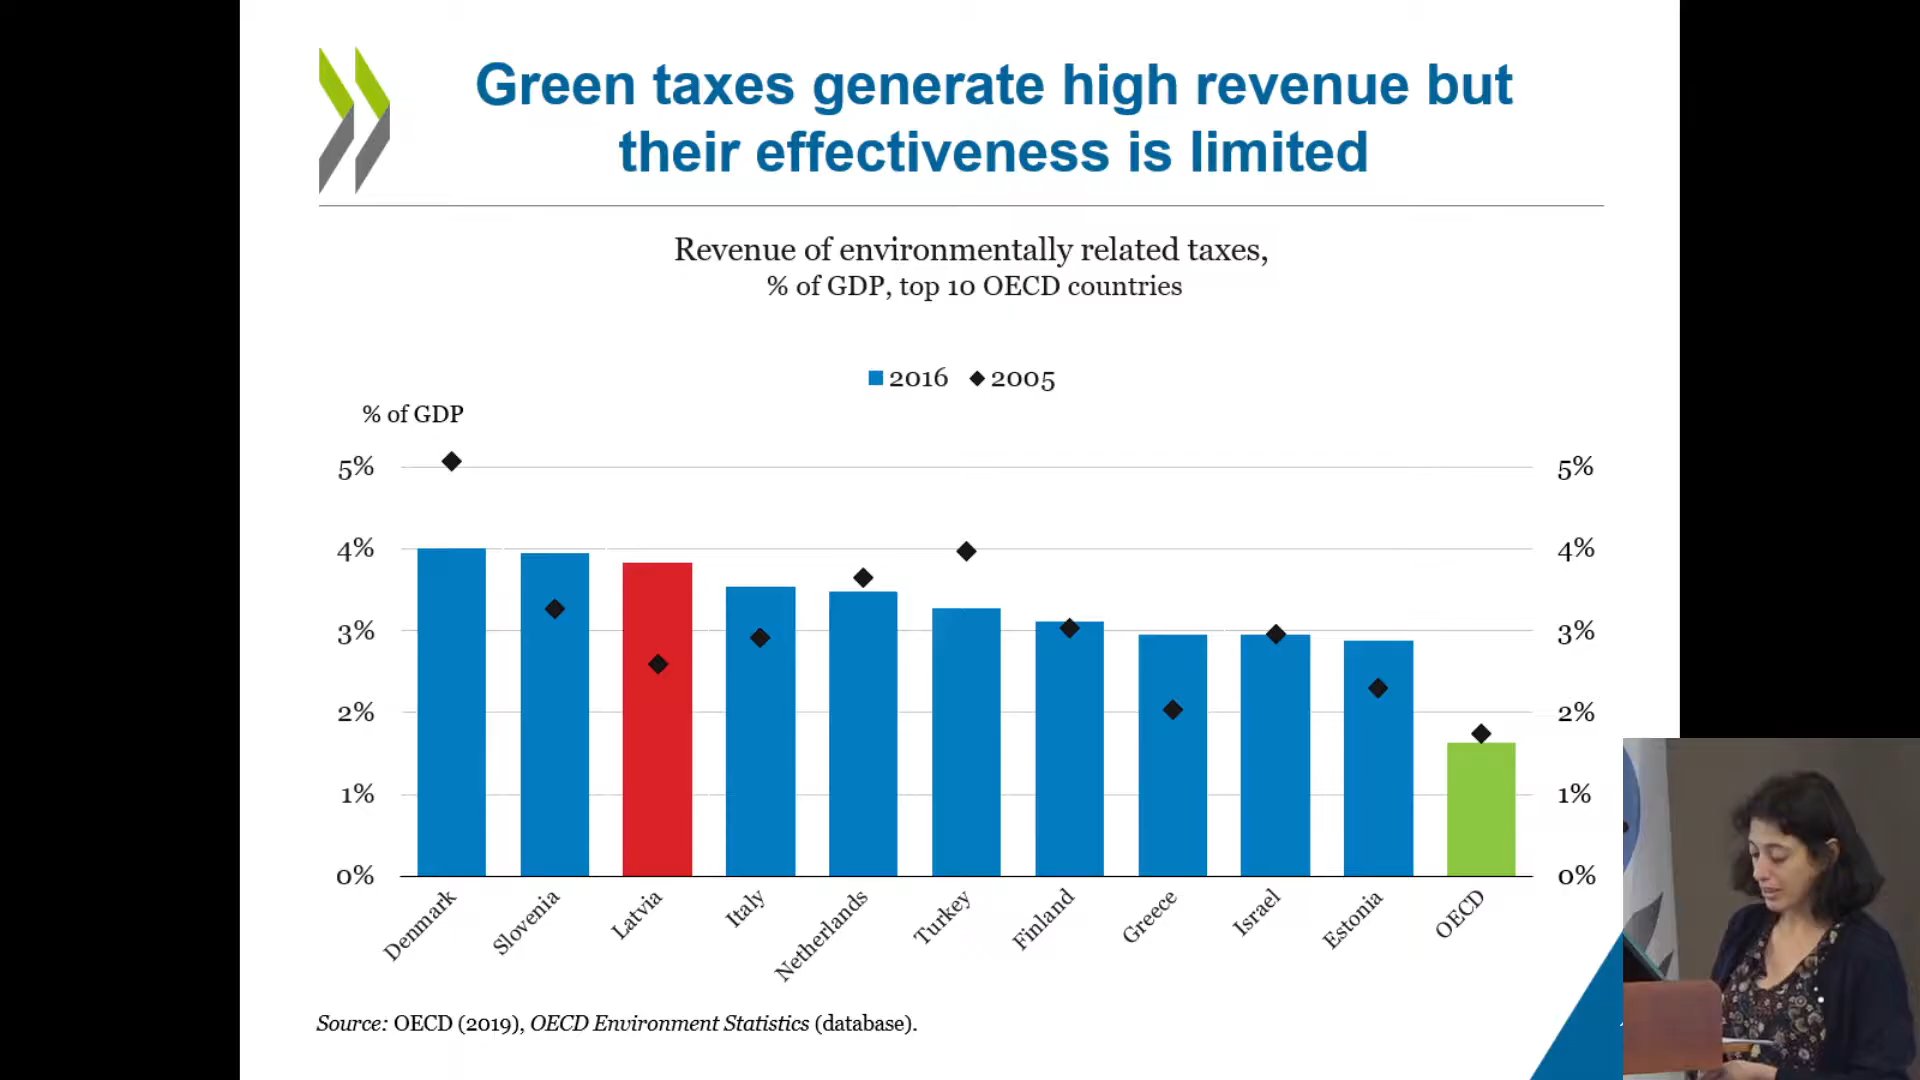 Green taxes generate high revenue but
their effectiveness is limited
Revenue of environmentally related taxes,
% of GDP, top 10 OECD countries
2016 2005
% of GDP
5% 5%
4% 4%
3% 3%
2% 2%
1% 1%
0% 0%
Denmark Slovenia Latvia Italy Netherlands Turkey Finland Greece Israel Estonia OECD
Source: OECD (2019), OECD Environment Statistics (database).